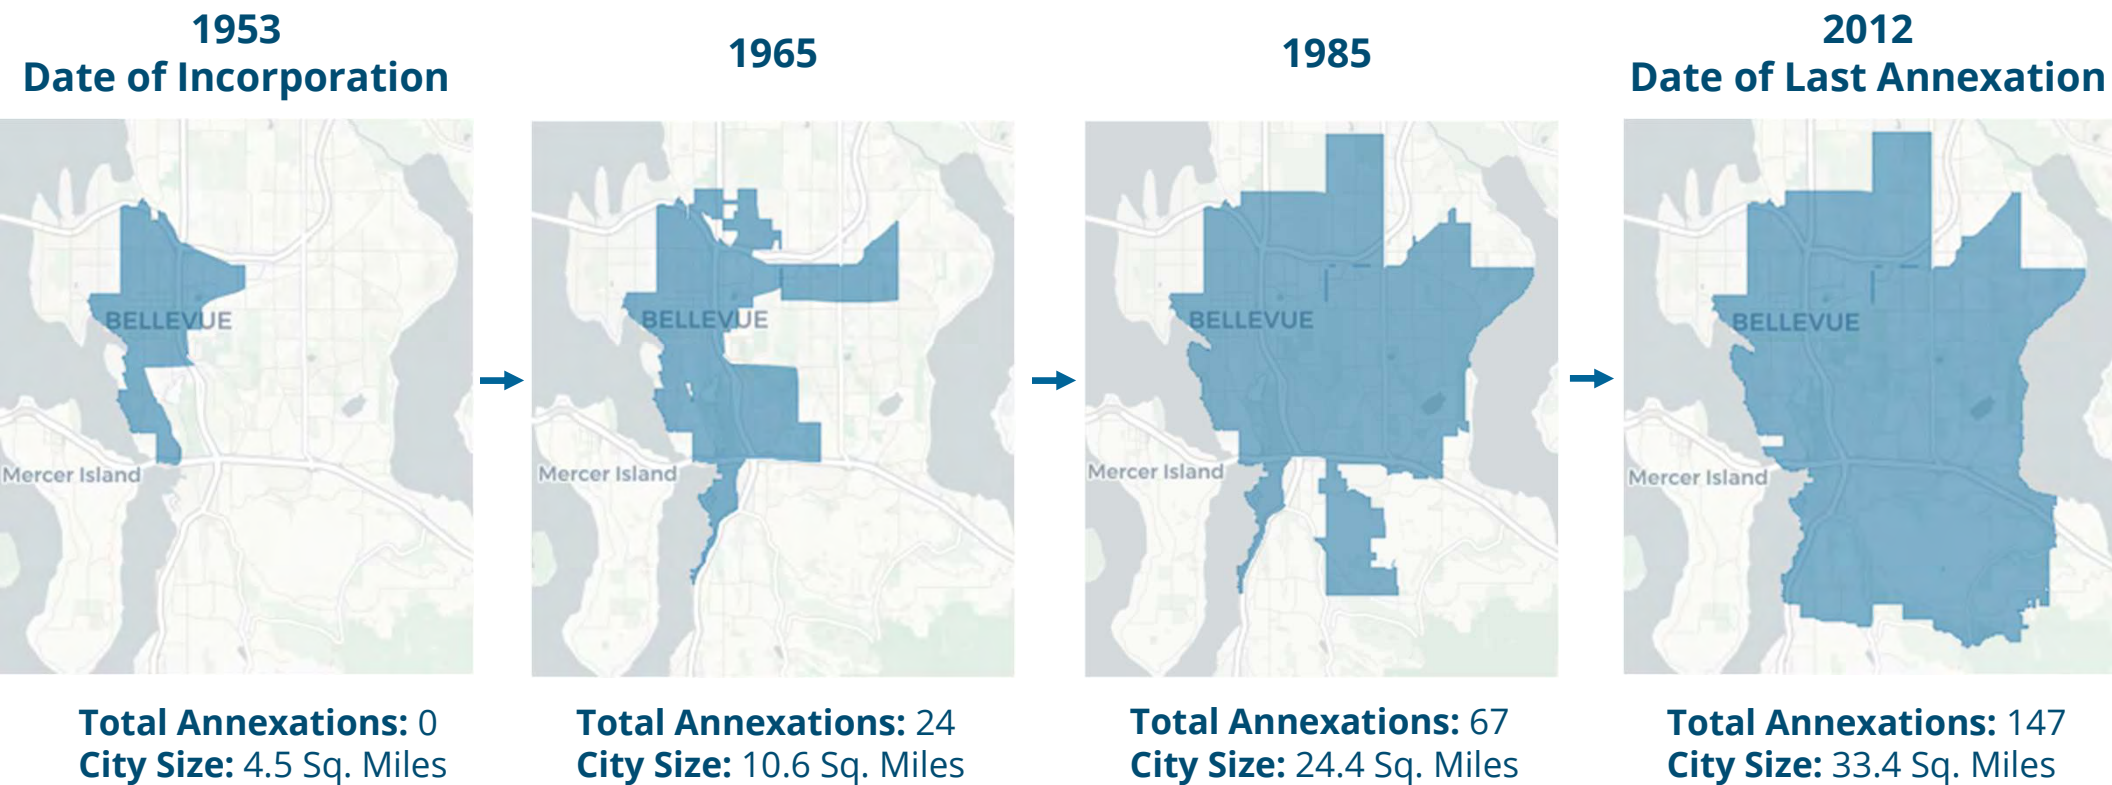 1953
Date of Incorporation
1965
1985
2012
Date of Last Annexation
BELLEVUE
Mercer Island
BELLEVUE
Mercer Island
BELLEVUE
Mercer Island
BELLEVUE
Mercer Island
Total Annexations: 0
City Size: 4.5 Sq. Miles
Total Annexations: 24
City Size: 10.6 Sq. Miles
Total Annexations: 67
City Size: 24.4 Sq. Miles
Total Annexations: 147
City Size: 33.4 Sq. Miles